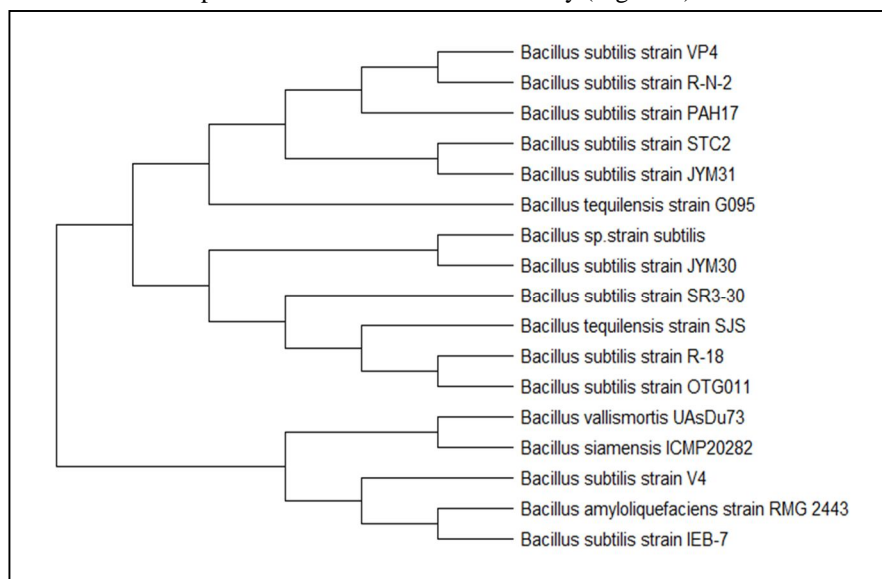 Bacillus subtilis strain VP4
Bacillus subtilis strain R-N-2
Bacillus subtilis strain PAH17
Bacillus subtilis strain STC2
Bacillus subtilis strain JYM31
Bacillus tequilensis strain G095
Bacillus sp.strain subtilis
Bacillus subtilis strain JYM30
Bacillus subtilis strain SR3-30
Bacillus tequilensis strain SJS
Bacillus subtilis strain R-18
Bacillus subtilis strain OTG011
Bacillus vallismortis UAsDu73
Bacillus siamensis ICMP20282
Bacillus subtilis strain V4
Bacillus amyloliquefaciens strain RMG 2443
Bacillus subtilis strain IEB-7